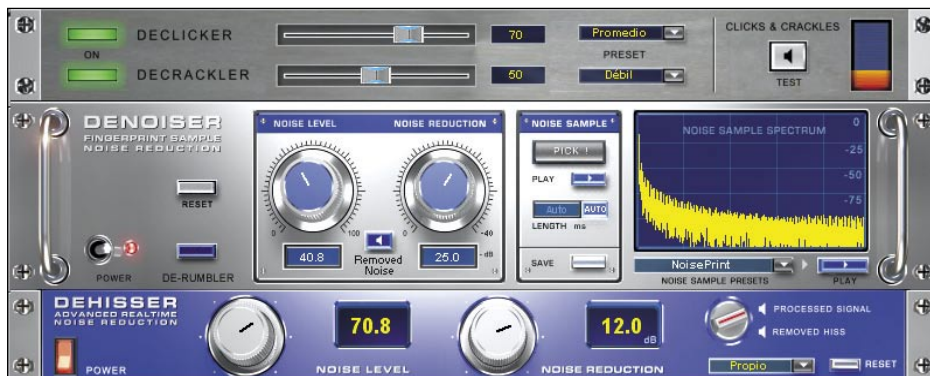 DECLICKER
70
Promedio
CLICKS & CRACKLES
ON
PRESET
DECRACKLER
50
Débil
TEST
DENOISER
FINGERPRINT SAMPLE
NOISE REDUCTION
RESET
POWER
DE-RUMBLER
NOISE LEVEL
NOISE REDUCTION
0
100
0
-40
40.8
Removed
Noise
25.0
- dB
NOISE SAMPLE
PICK !
PLAY
Auto
AUTO
LENGTH ms
SAVE
NOISE SAMPLE SPECTRUM
0
-25
-50
-75
NoisePrint
NOISE SAMPLE PRESETS
PLAY
DEHISSER
ADVANCED REALTIME
NOISE REDUCTION
POWER
70.8
NOISE LEVEL
12.0
dB
NOISE REDUCTION
PROCESSED SIGNAL
REMOVED HISS
Propio
RESET